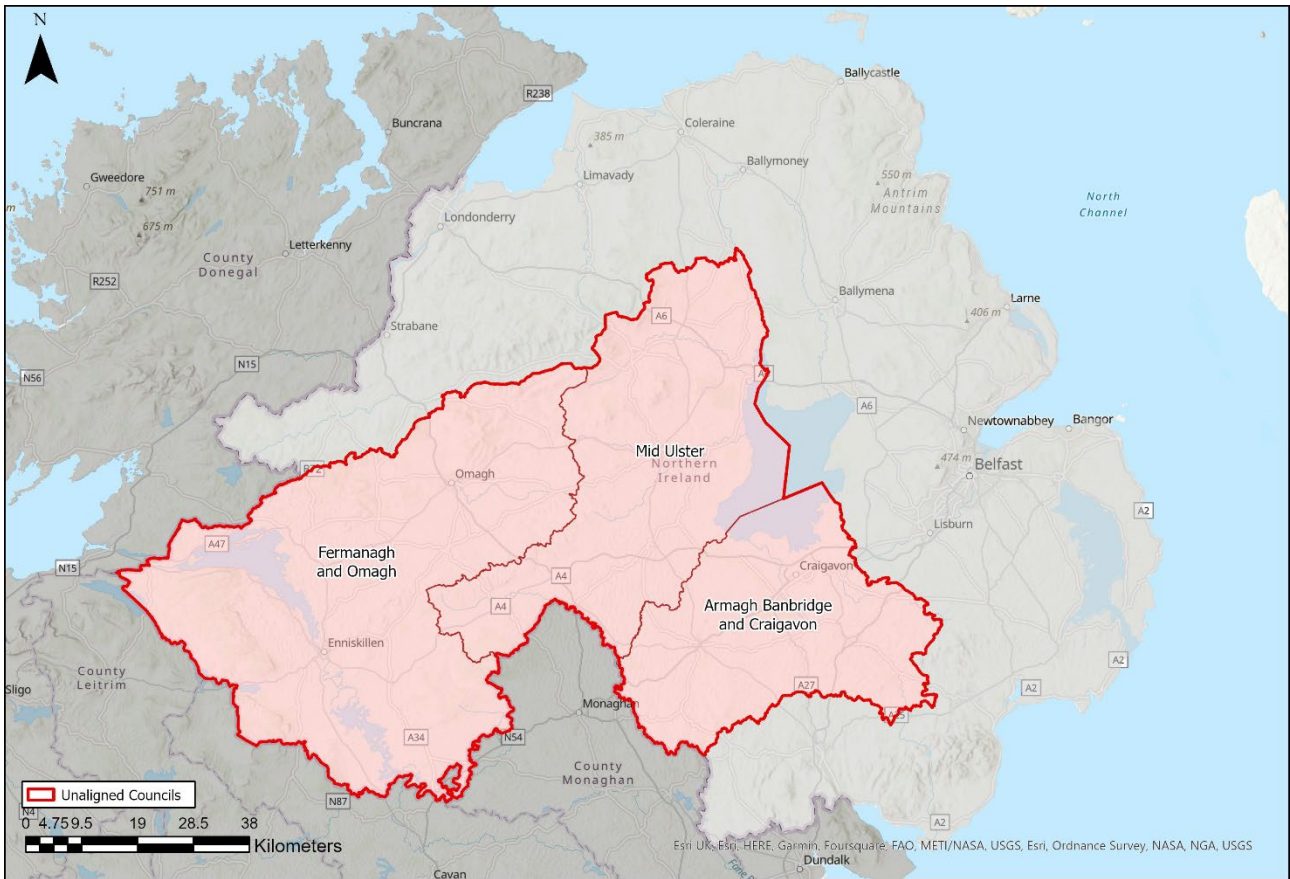 N
Ballycastle
R238
Buncrana
Coleraine
385 m
Ballymoney
Gweedore
751 m
Limavady
550 m
Antrim
Mountains
North
Channel
675 m
Londonderry
Letterkenny
County
Donegal
R252
Ballymena
Larne
406 m
A6
Strabane
N15
N56
A6
Newtownabbey
Bangor
Mid Ulster
Northern
Ireland
474 m
Belfast
Omagh
A2
Lisburn
A47
Fermanagh
and Omagh
N15
A4
Craigavon
A4
Armagh Banbridge
and Craigavon
Enniskillen
County
Leitrim
A2
Sligo
A27
A2
Monaghan
A34
N54
County
Monaghan
Unaligned Councils
N87
N4
0 4.75 9.5 19 28.5 38
Kilometers
A2
Esri UK, Esri, HERE, Garmin, Foursquare, FAO, METI/NASA, USGS, Esri, Ordnance Survey, NASA, NGA, USGS
Dundalk
Cavan